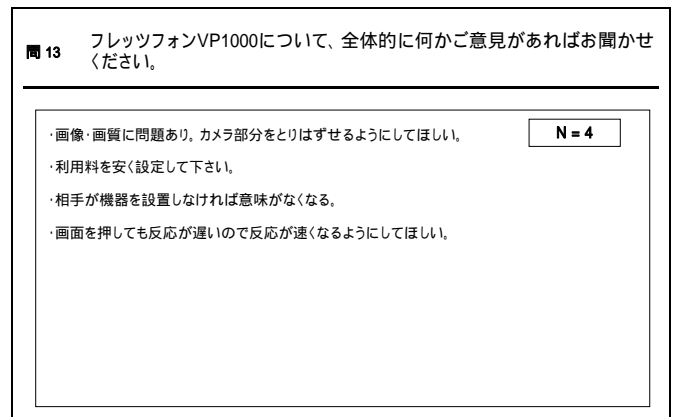 問13 フレッツフォンVP1000について、全体的に何かご意見があればお聞かせ
ください。
N = 4
・画像・画質に問題あり。カメラ部分をとりはずせるようにしてほしい。
・利用料を安く設定して下さい。
・相手が機器を設置しなければ意味がなくなる。
・画面を押しても反応が遅いので反応が速くなるようにしてほしい。